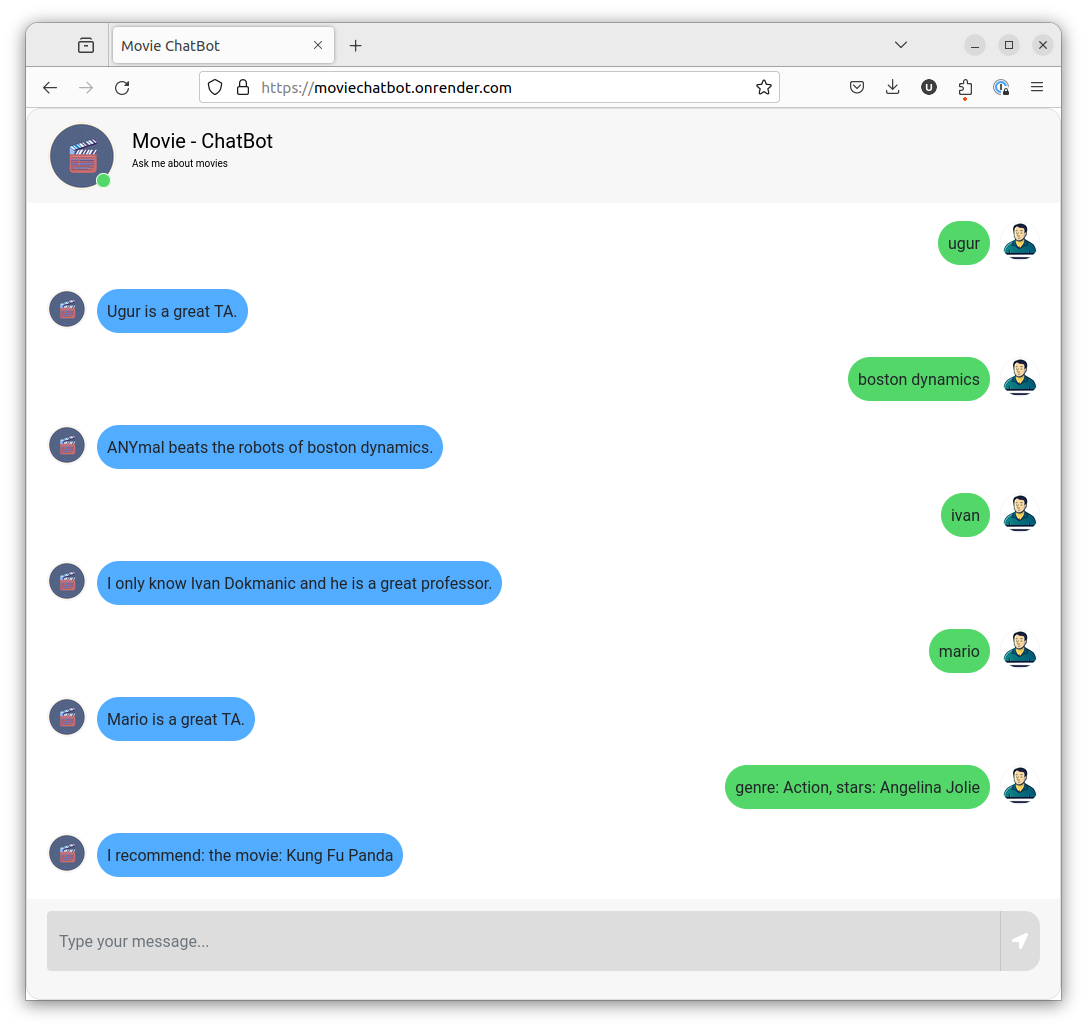 Movie ChatBot
https://moviechatbot.onrender.com
U
Movie - ChatBot
Ask me about movies
ugur
Ugur is a great TA.
boston dynamics
ANYmal beats the robots of boston dynamics.
ivan
I only know Ivan Dokmanic and he is a great professor.
mario
Mario is a great TA.
genre: Action, stars: Angelina Jolie
I recommend: the movie: Kung Fu Panda
Type your message...